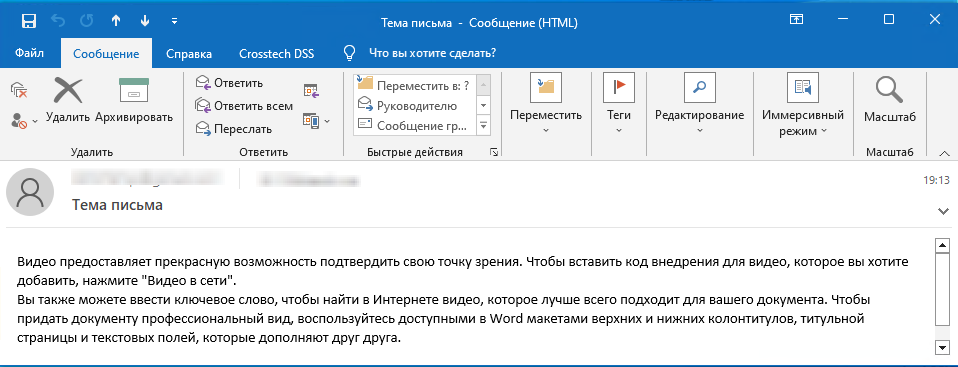 Тема письма - Сообщение (HTML)
Файл Сообщение Справка Crosstech DSS Что вы хотите сделать?
Удалить Архивировать
Удалить
Ответить
Ответить всем
Переслать
Ответить
Переместить в: ?
Руководителю
Сообщение гр...
Быстрые действия
Переместить
Теги
Редактирование
Иммерсивный
режим
Масштаб
Масштаб
19:13
Тема письма
Видео предоставляет прекрасную возможность подтвердить свою точку зрения. Чтобы вставить код внедрения для видео, которое вы хотите
добавить, нажмите "Видео в сети".
Вы также можете ввести ключевое слово, чтобы найти в Интернете видео, которое лучше всего подходит для вашего документа. Чтобы
придать документу профессиональный вид, воспользуйтесь доступными в Word макетами верхних и нижних колонтитулов, титульной
страницы и текстовых полей, которые дополняют друг друга.